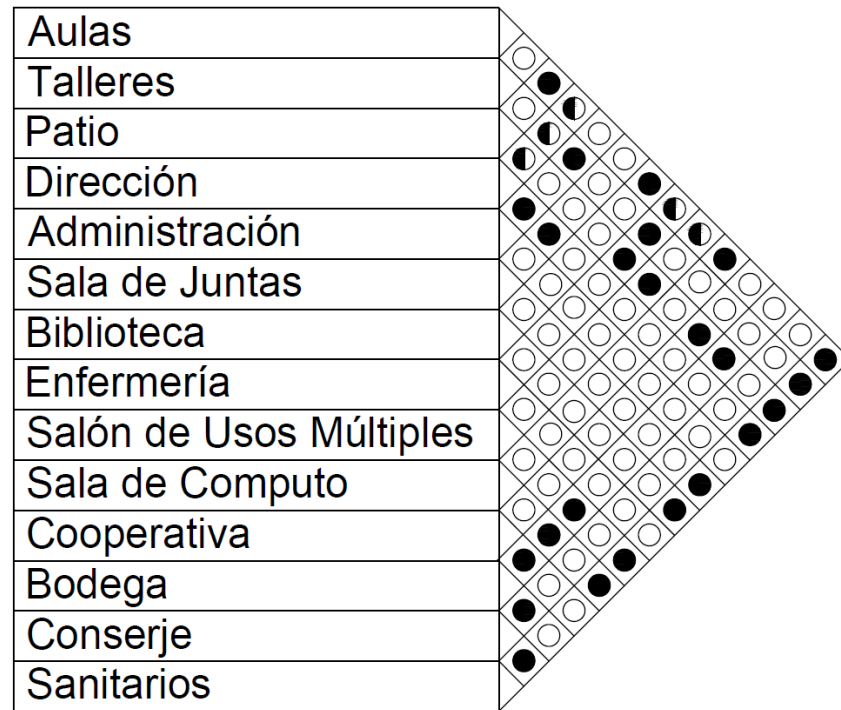 Aulas
Talleres
Patio
Dirección
Administración
Sala de Juntas
Biblioteca
Enfermería
Salón de Usos Múltiples
Sala de Computo
Cooperativa
Bodega
Conserje
Sanitarios